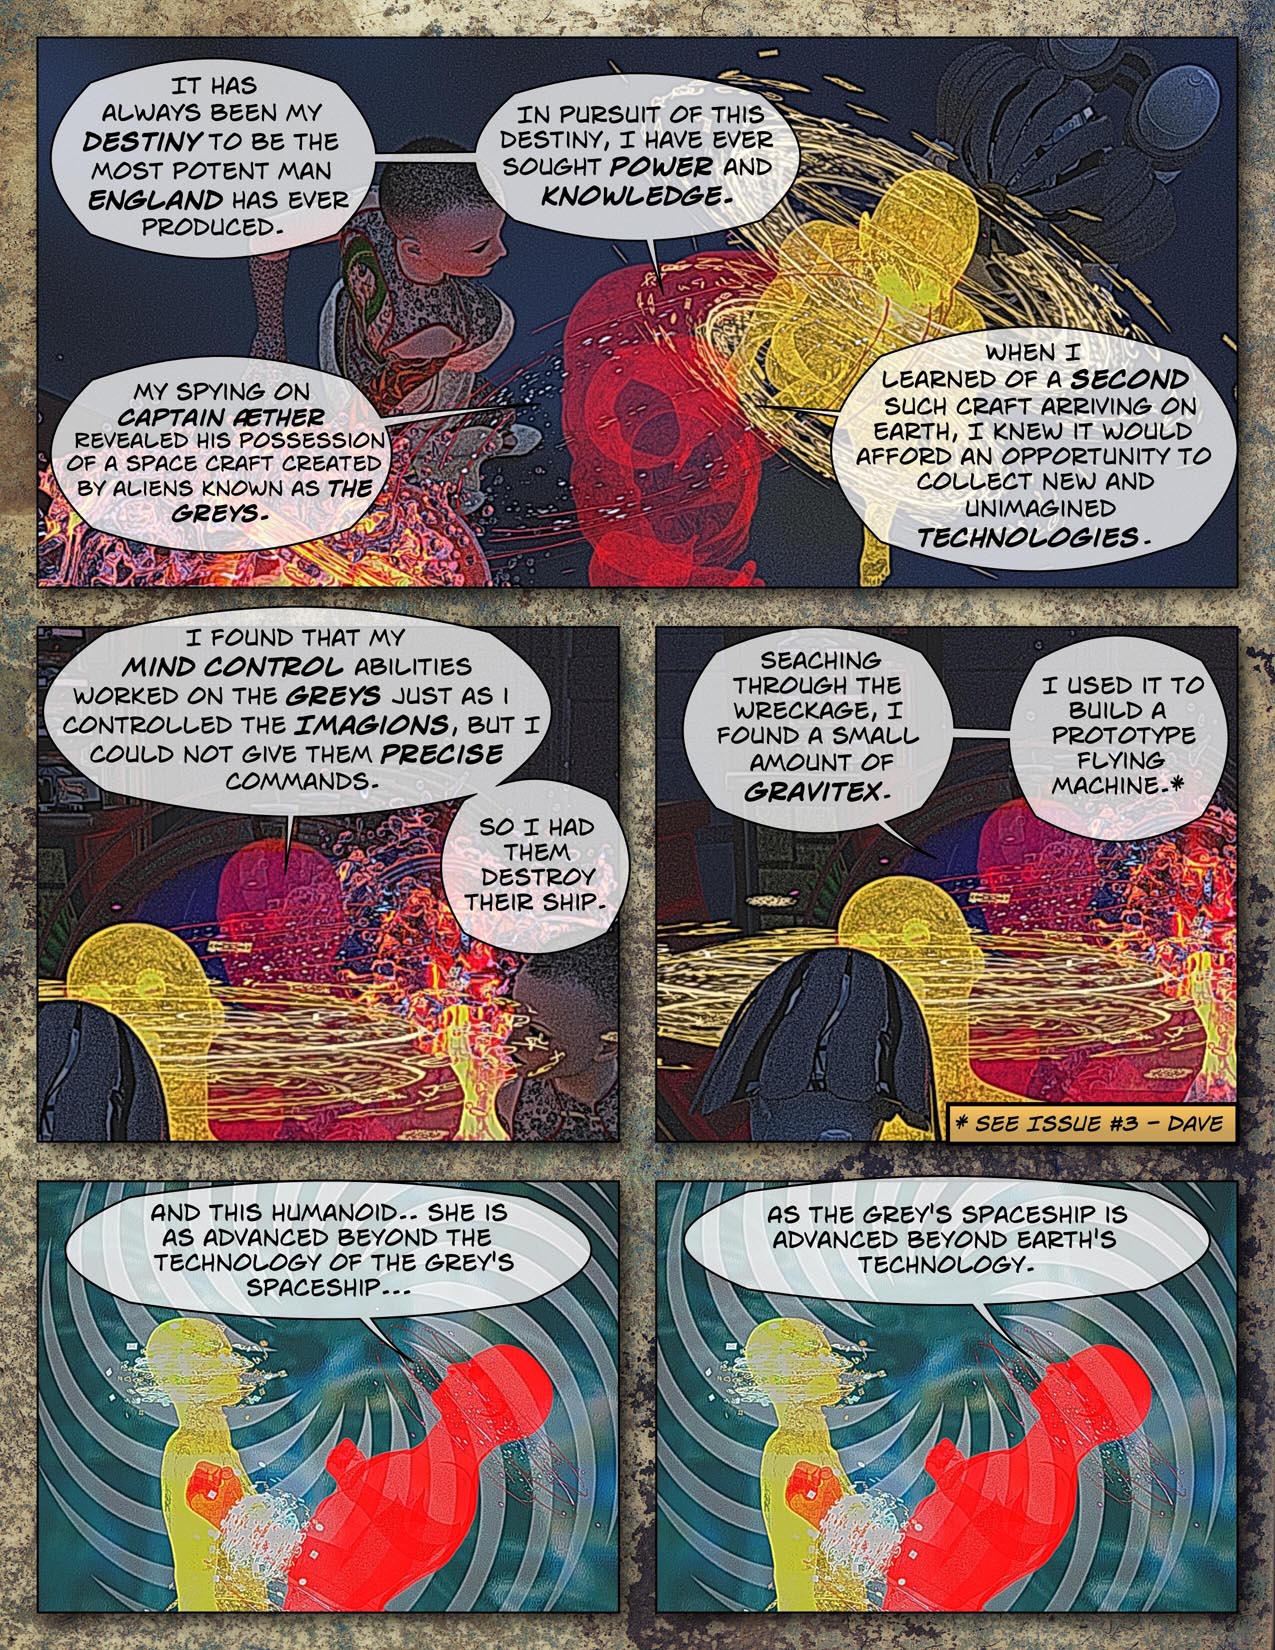 IT HAS
ALWAYS BEEN MY
DESTINY TO BE THE
MOST POTENT MAN
ENGLAND HAS EVER
PRODUCED.
IN PURSUIT OF THIS
DESTINY, I HAVE EVER
SOUGHT POWER AND
KNOWLEDGE.
MY SPYING ON
CAPTAIN ÆTHER
REVEALED HIS POSSESSION
OF A SPACE CRAFT CREATED
BY ALIENS KNOWN AS THE
GREYS.
WHEN I
LEARNED OF A SECOND
SUCH CRAFT ARRIVING ON
EARTH, I KNEW IT WOULD
AFFORD AN OPPORTUNITY TO
COLLECT NEW AND
UNIMAGINED
TECHNOLOGIES.
I FOUND THAT MY
MIND CONTROL ABILITIES
WORKED ON THE GREYS JUST AS I
CONTROLLED THE IMAGIONS, BUT I
COULD NOT GIVE THEM PRECISE
COMMANDS.
SO I HAD
THEM
DESTROY
THEIR SHIP.
SEACHING
THROUGH THE
WRECKAGE, I
FOUND A SMALL
AMOUNT OF
GRAVITEX.
I USED IT TO
BUILD A
PROTOTYPE
FLYING
MACHINE.*
* SEE ISSUE #3 - DAVE
AND THIS HUMANOID.. SHE IS
AS ADVANCED BEYOND THE
TECHNOLOGY OF THE GREY'S
SPACESHIP...
AS THE GREY'S SPACESHIP IS
ADVANCED BEYOND EARTH'S
TECHNOLOGY.